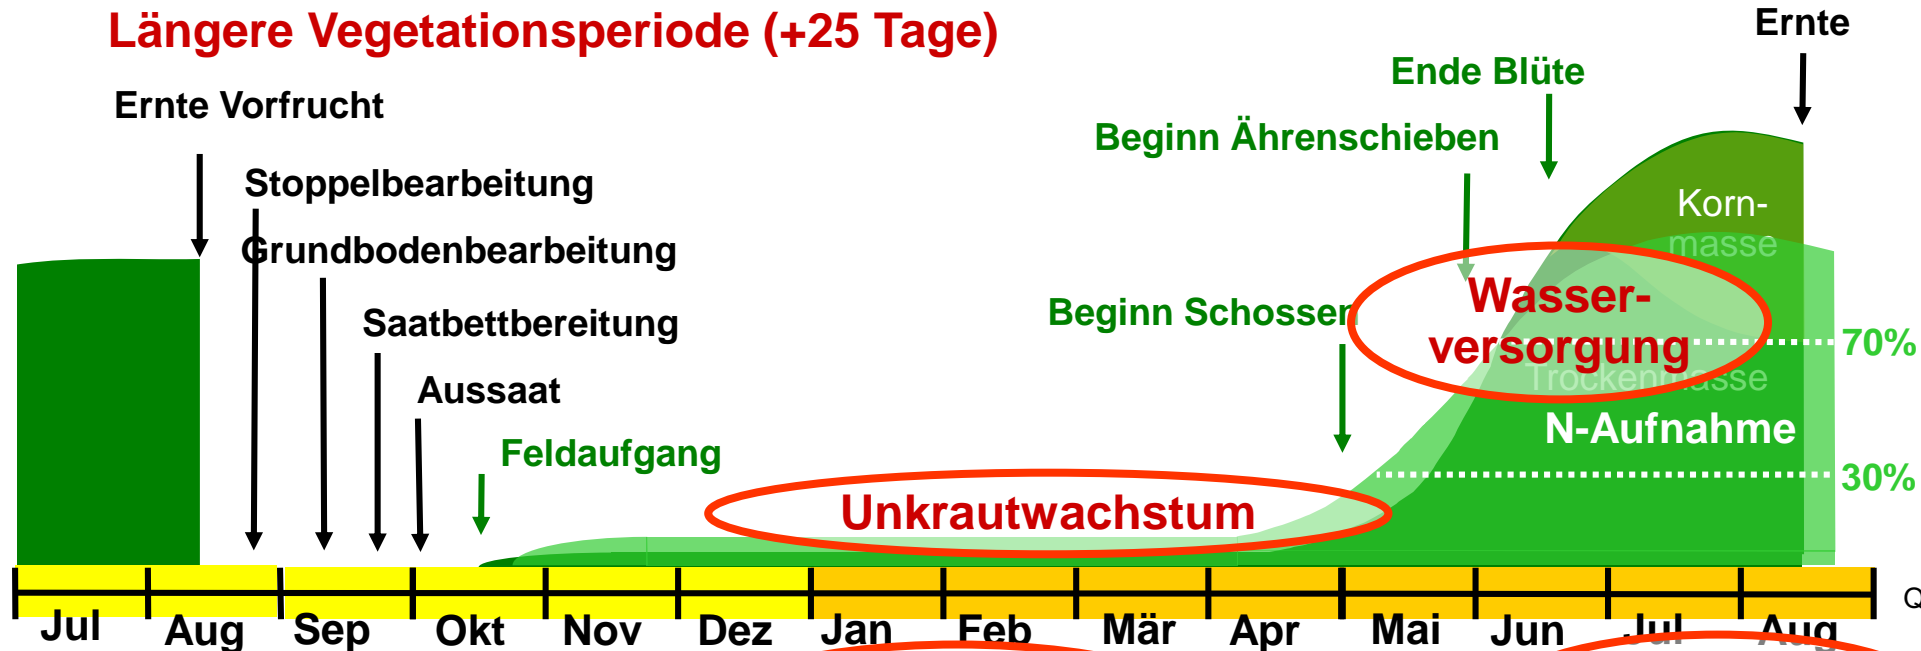 Längere Vegetationsperiode (+25 Tage)
Ernte
Ende Blüte
Ernte Vorfrucht
Beginn Ährenschieben
Stoppelbearbeitung
Korn-
masse
Grundbodenbearbeitung
Wasser-
versorgung
Beginn Schossen
Saatbettbereitung
70%
Trockenmasse
Aussaat
N-Aufnahme
Feldaufgang
30%
Unkrautwachstum
Q
Jul Aug Sep Okt Nov Dez Jan Feb Mär Apr Mai Jun Jul Aug